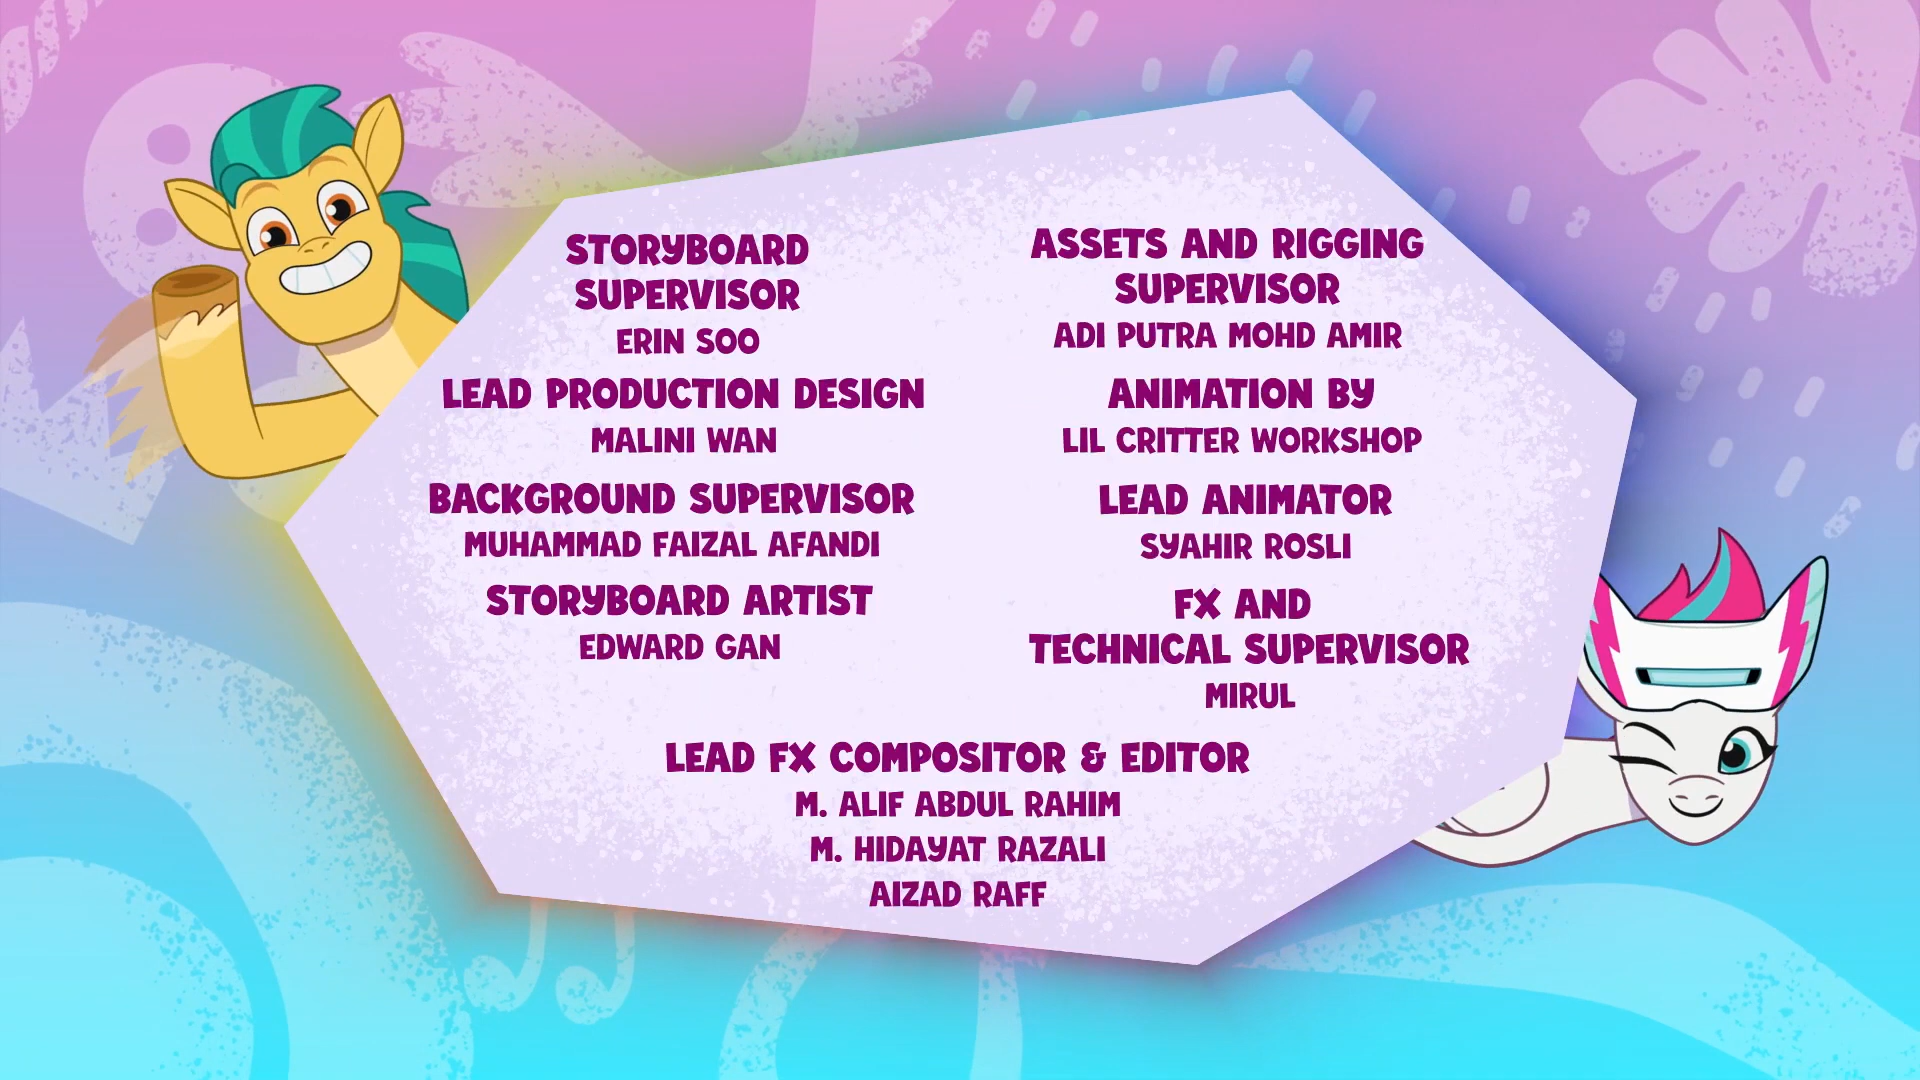 STORYBOARD
SUPERVISOR
ERIN SOO
LEAD PRODUCTION DESIGN
MALINI WAN
BACKGROUND SUPERVISOR
MUHAMMAD FAIZAL AFANDI
STORYBOARD ARTIST
EDWARD GAN
ASSETS AND RIGGING
SUPERVISOR
ADI PUTRA MOHD AMIR
ANIMATION BY
LIL CRITTER WORKSHOP
LEAD ANIMATOR
SYAHIR ROSLI
FX AND
TECHNICAL SUPERVISOR
MIRUL
LEAD FX COMPOSITOR & EDITOR
M. ALIF ABDUL RAHIM
M. HIDAYAT RAZALI
AIZAD RAFF